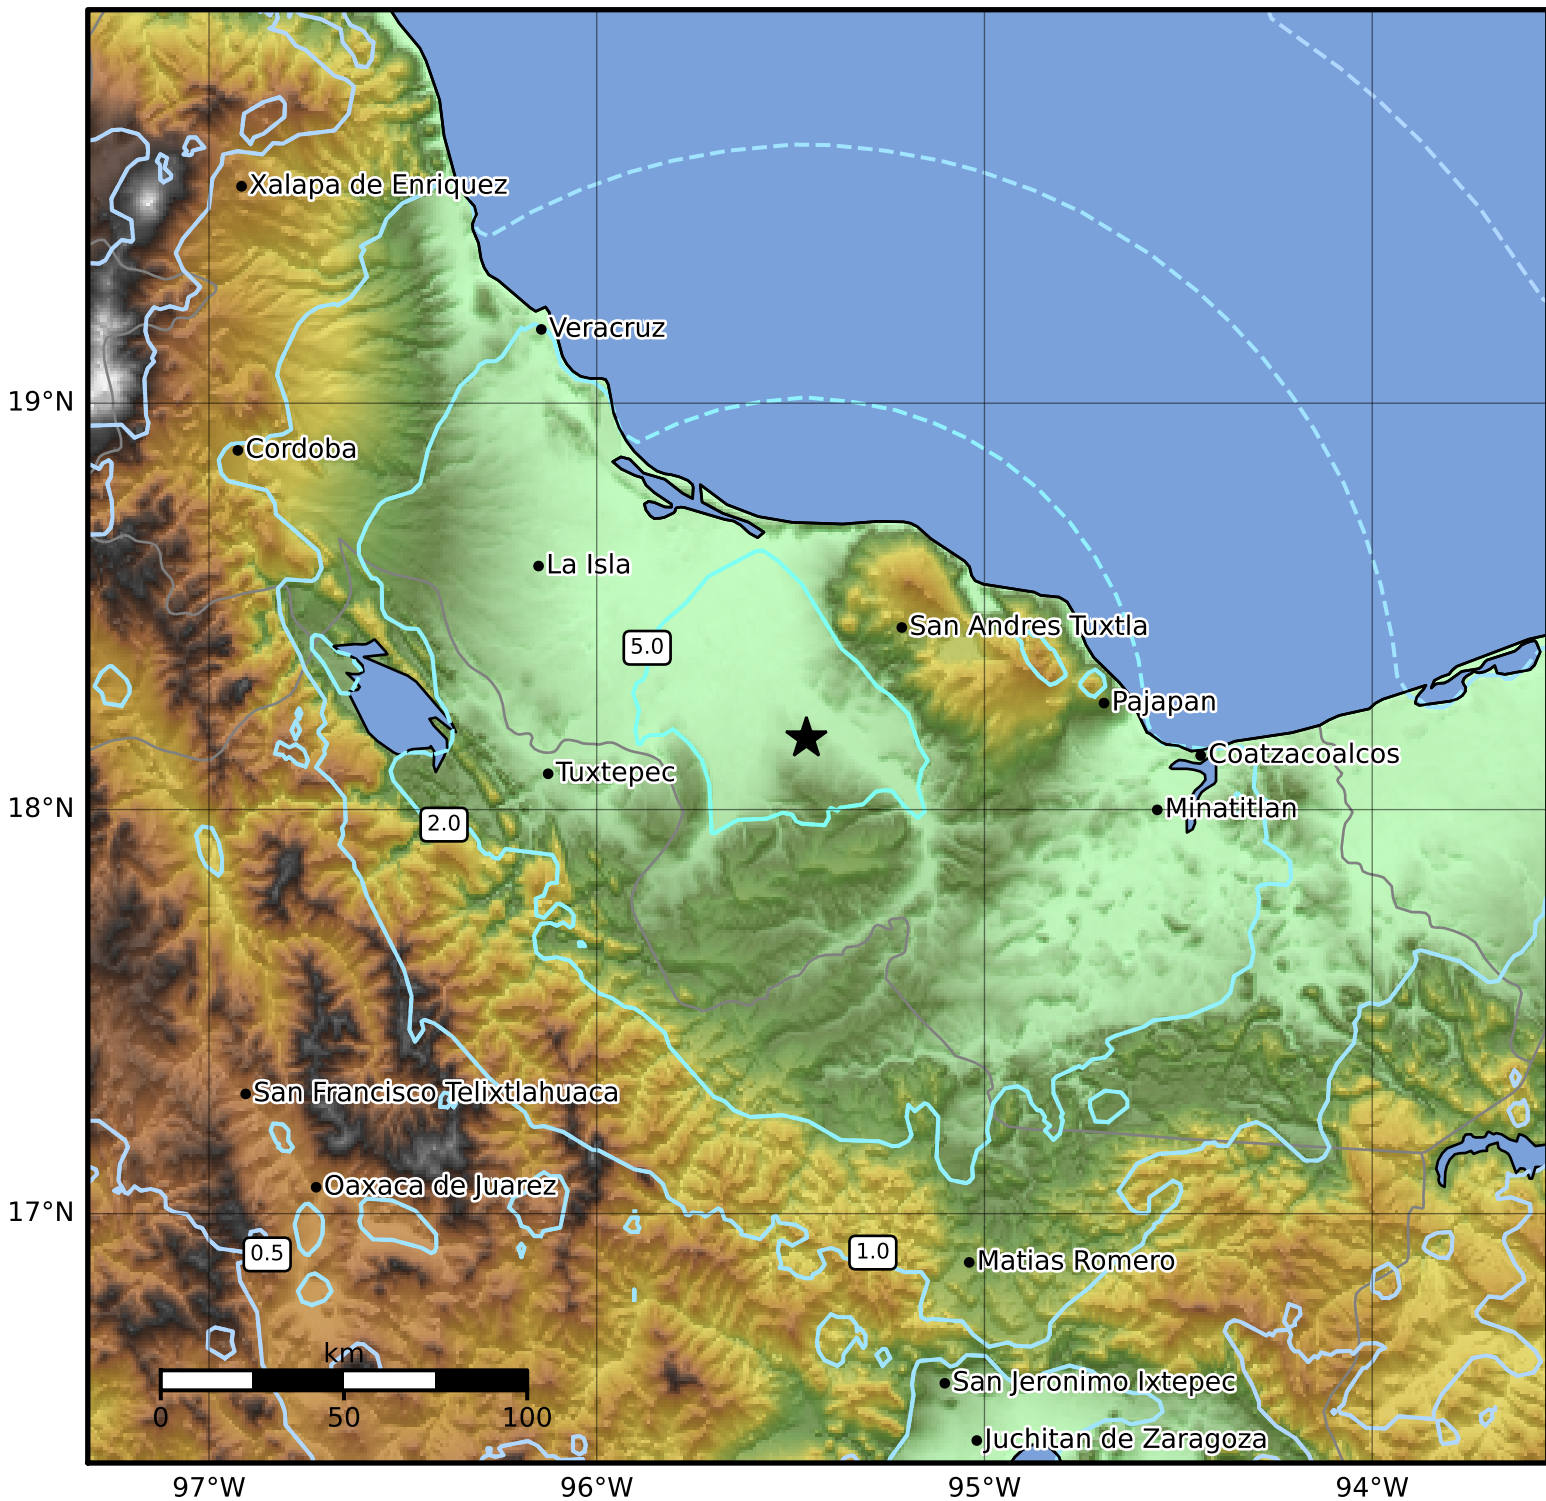 Xalapa de Enriquez
Veracruz
19°N
Cordoba
La Isla
San Andres Tuxtla
5.0
Pajapan
Coatzacoalcos
Tuxtepec
18°N
Minatitlan
2.0
San Francisco Telixtlahuaca
Oaxaca de Juarez
17°N
0.5
1.0
Matias Romero
km
San Jeronimo Ixtepec
0 50 100
Juchitan de Zaragoza
97°W 96°W 95°W 94°W